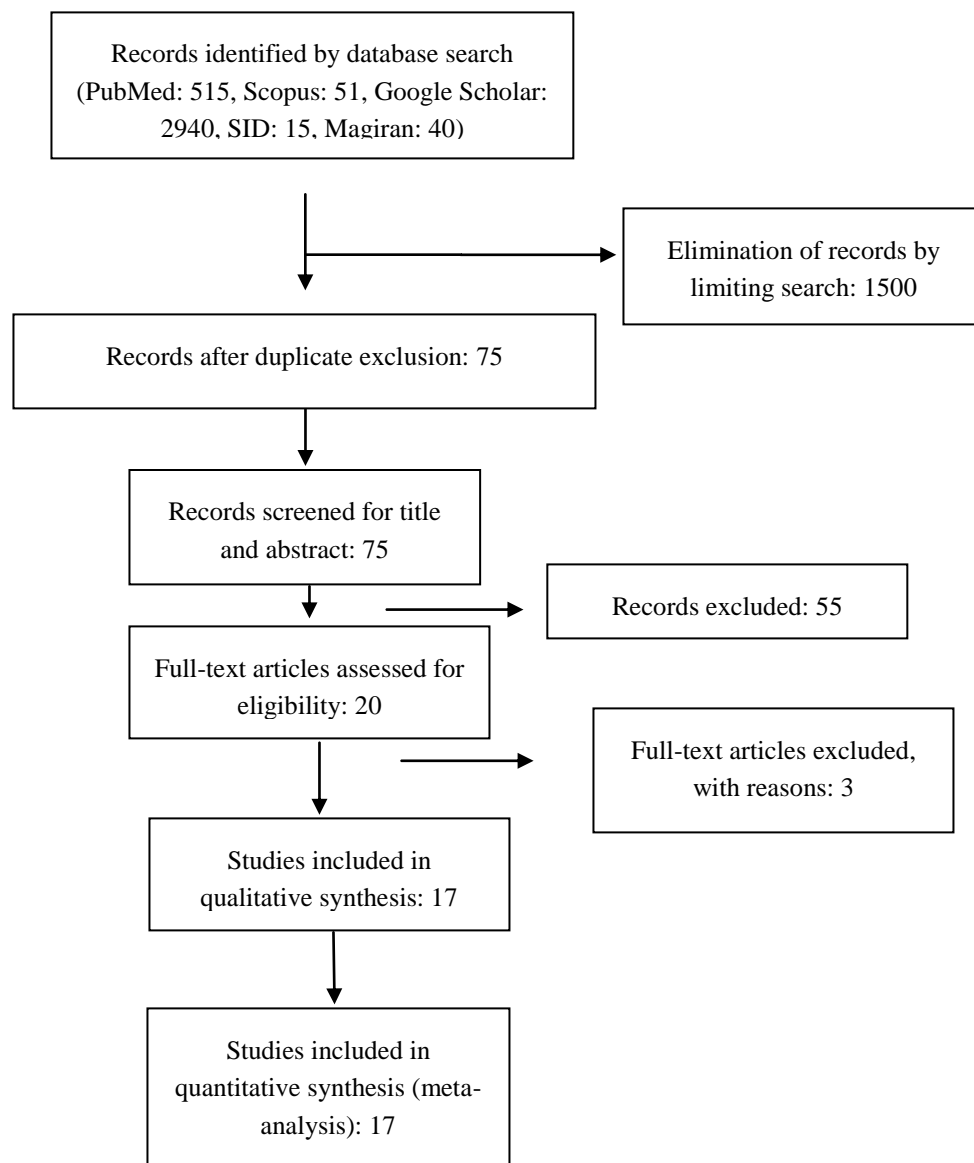 Records identified by database search
(PubMed: 515, Scopus: 51, Google Scholar:
2940, SID: 15, Magiran: 40)
Elimination of records by
limiting search: 1500
Records after duplicate exclusion: 75
Records screened for title
and abstract: 75
Records excluded: 55
Full-text articles assessed for
eligibility: 20
Full-text articles excluded,
with reasons: 3
Studies included in
qualitative synthesis: 17
Studies included in
quantitative synthesis (meta-
analysis): 17